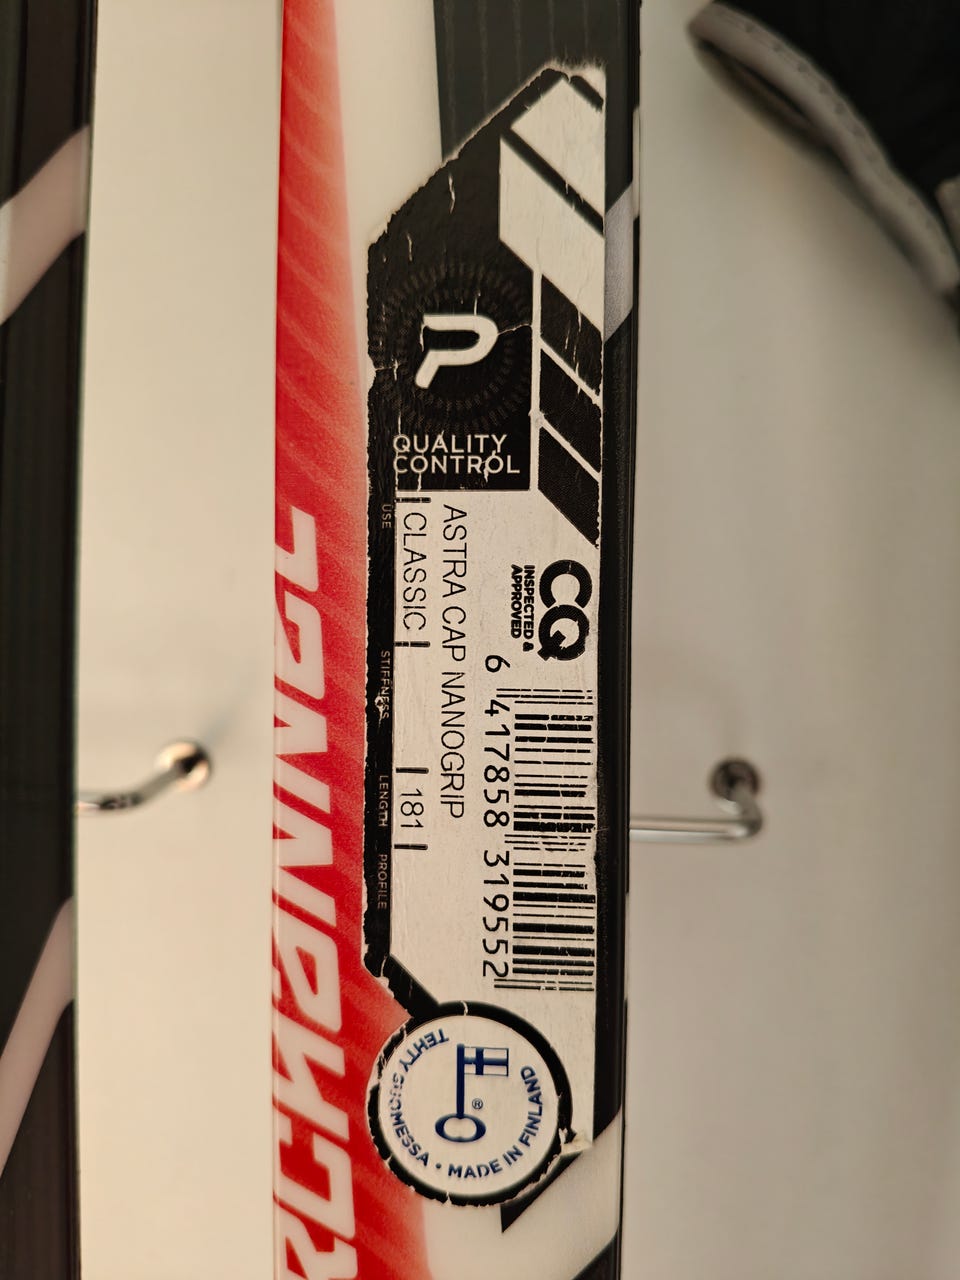 QUALITY
CONTROL
ASTRA CAP NANOGRIP
USE
CLASSIC
STIFFNESS
LENGTH
181
PROFILE
CQ
INSPECTED &
APPROVED
6 417858 319552
TEHTY SUOMESSA • MADE IN FINLAND
®